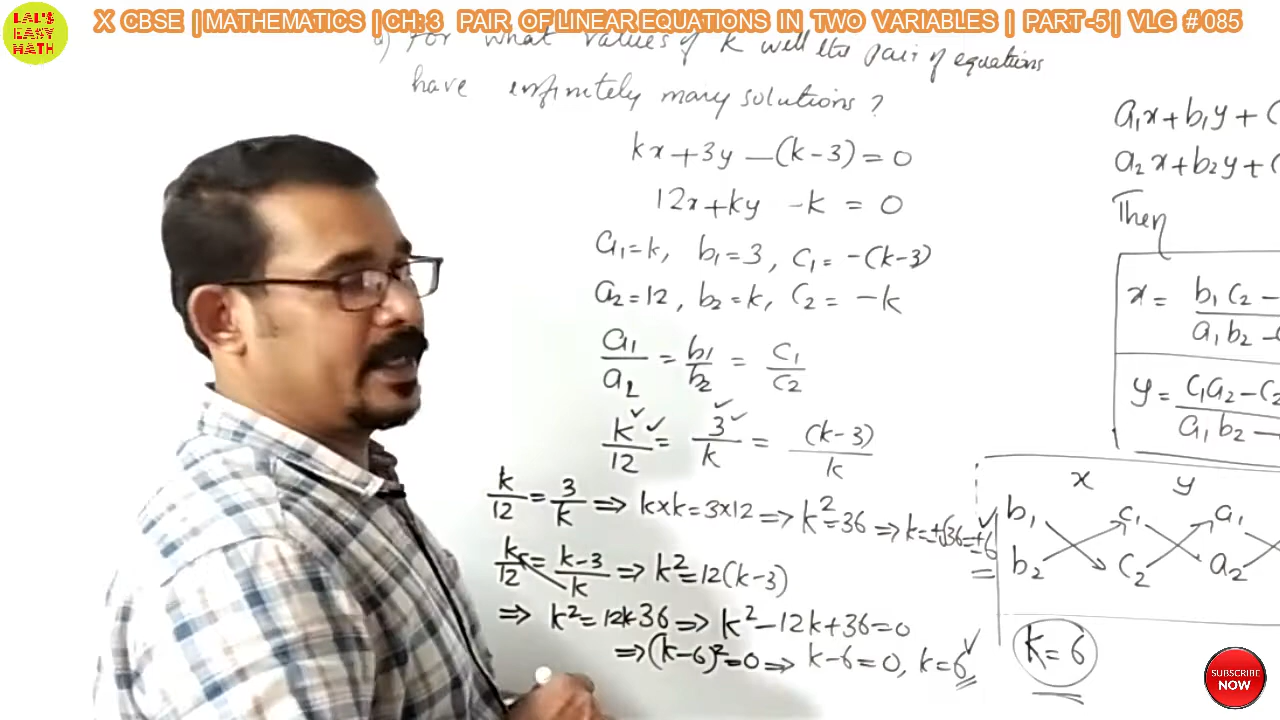 LAL'S
EASY
MATH
X CBSE | MATHEMATICS | CH: 3 PAIR OF LINEAR EQUATIONS IN TWO VARIABLES | PART -5 | VLG # 085
For what values of k will the pair of equations
have infinitely many solutions ?
kx + 3y — (k - 3) = 0
12x + ky - k = 0
a₁ = k, b₁ = 3, c₁ = -(k-3)
a₂ = 12, b₂ = k, c₂ = -k
a₁/a₂ = b₁/b₂ = c₁/c₂
k/12 = 3/k = (k-3)/k
k/12 = 3/k ⇒ k×k = 3×12 ⇒ k² = 36 ⇒ k = ±√36 = ±6
k/12 = k-3/k ⇒ k² = 12(k-3)
⇒ k² = 12k-36 ⇒ k² - 12k + 36 = 0
⇒ (k-6)² = 0 ⇒ k-6 = 0, k = 6
a₁x + b₁y + C
a₂x + b₂y + C
Then
x = b₁c₂ - / a₁b₂ -
y = c₁a₂ - c₂ / a₁b₂ -
x y
b₁ c₁ a₁
b₂ c₂ a₂
k = 6
SUBSCRIBE
NOW